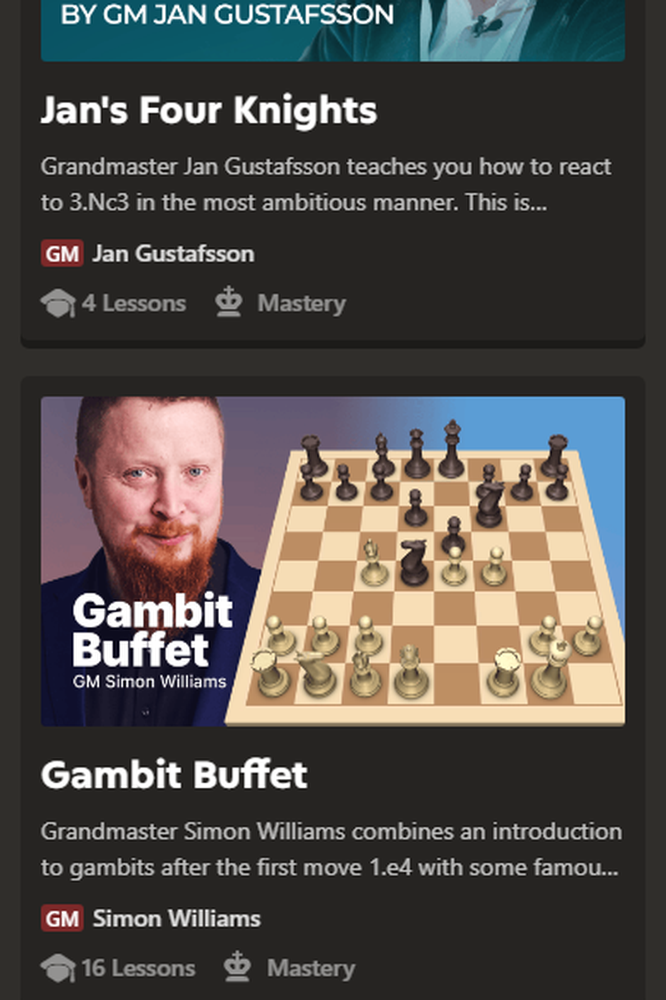 BY GM JAN GUSTAFSSON
Jan's Four Knights
Grandmaster Jan Gustafsson teaches you how to react
to 3.Nc3 in the most ambitious manner. This is...
GM Jan Gustafsson
4 Lessons Mastery
Gambit
Buffet
GM Simon Williams
Gambit Buffet
Grandmaster Simon Williams combines an introduction
to gambits after the first move 1.e4 with some famou...
GM Simon Williams
16 Lessons Mastery